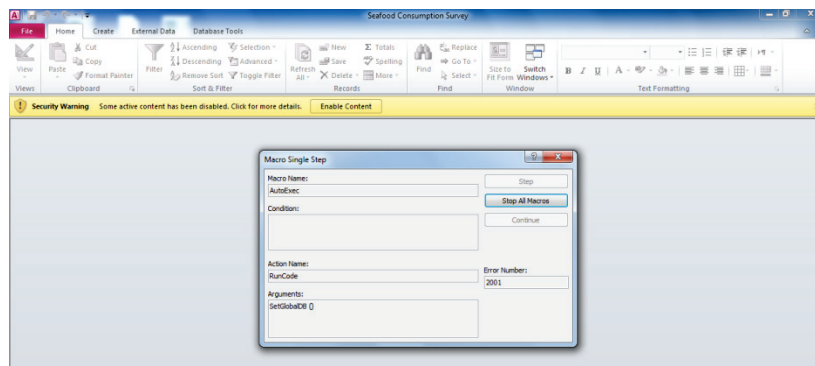 Seafood Consumption Survey
File Home Create External Data Database Tools
View
Views
Paste
Cut
Copy
Format Painter
Clipboard
Filter
Ascending
Descending
Remove Sort
Selection
Advanced
Toggle Filter
Sort & Filter
Refresh
All
New
Save
Delete
Totals
Spelling
More
Records
Find
Replace
Go To
Select
Find
Size to
Fit Form
Switch
Windows
Window
B I U A
Text Formatting
Security Warning Some active content has been disabled. Click for more details. Enable Content
Macro Single Step
Macro Name:
AutoExec
Condition:
Action Name:
RunCode
Arguments:
SetGlobalDB ()
Step
Stop All Macros
Continue
Error Number:
2001